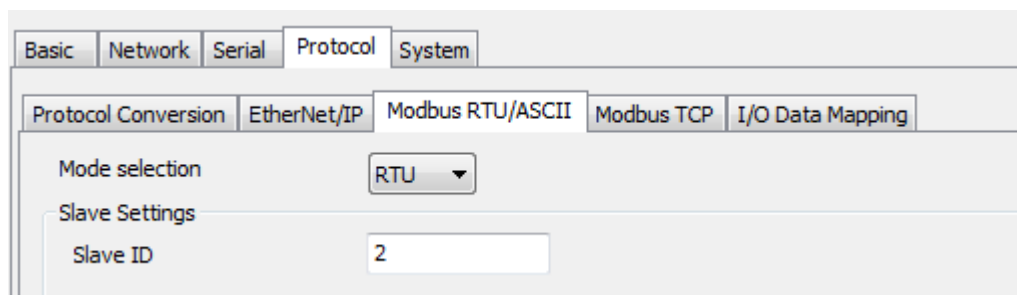 Basic Network Serial Protocol System
Protocol Conversion EtherNet/IP Modbus RTU/ASCII Modbus TCP I/O Data Mapping
Mode selection RTU
Slave Settings
Slave ID 2